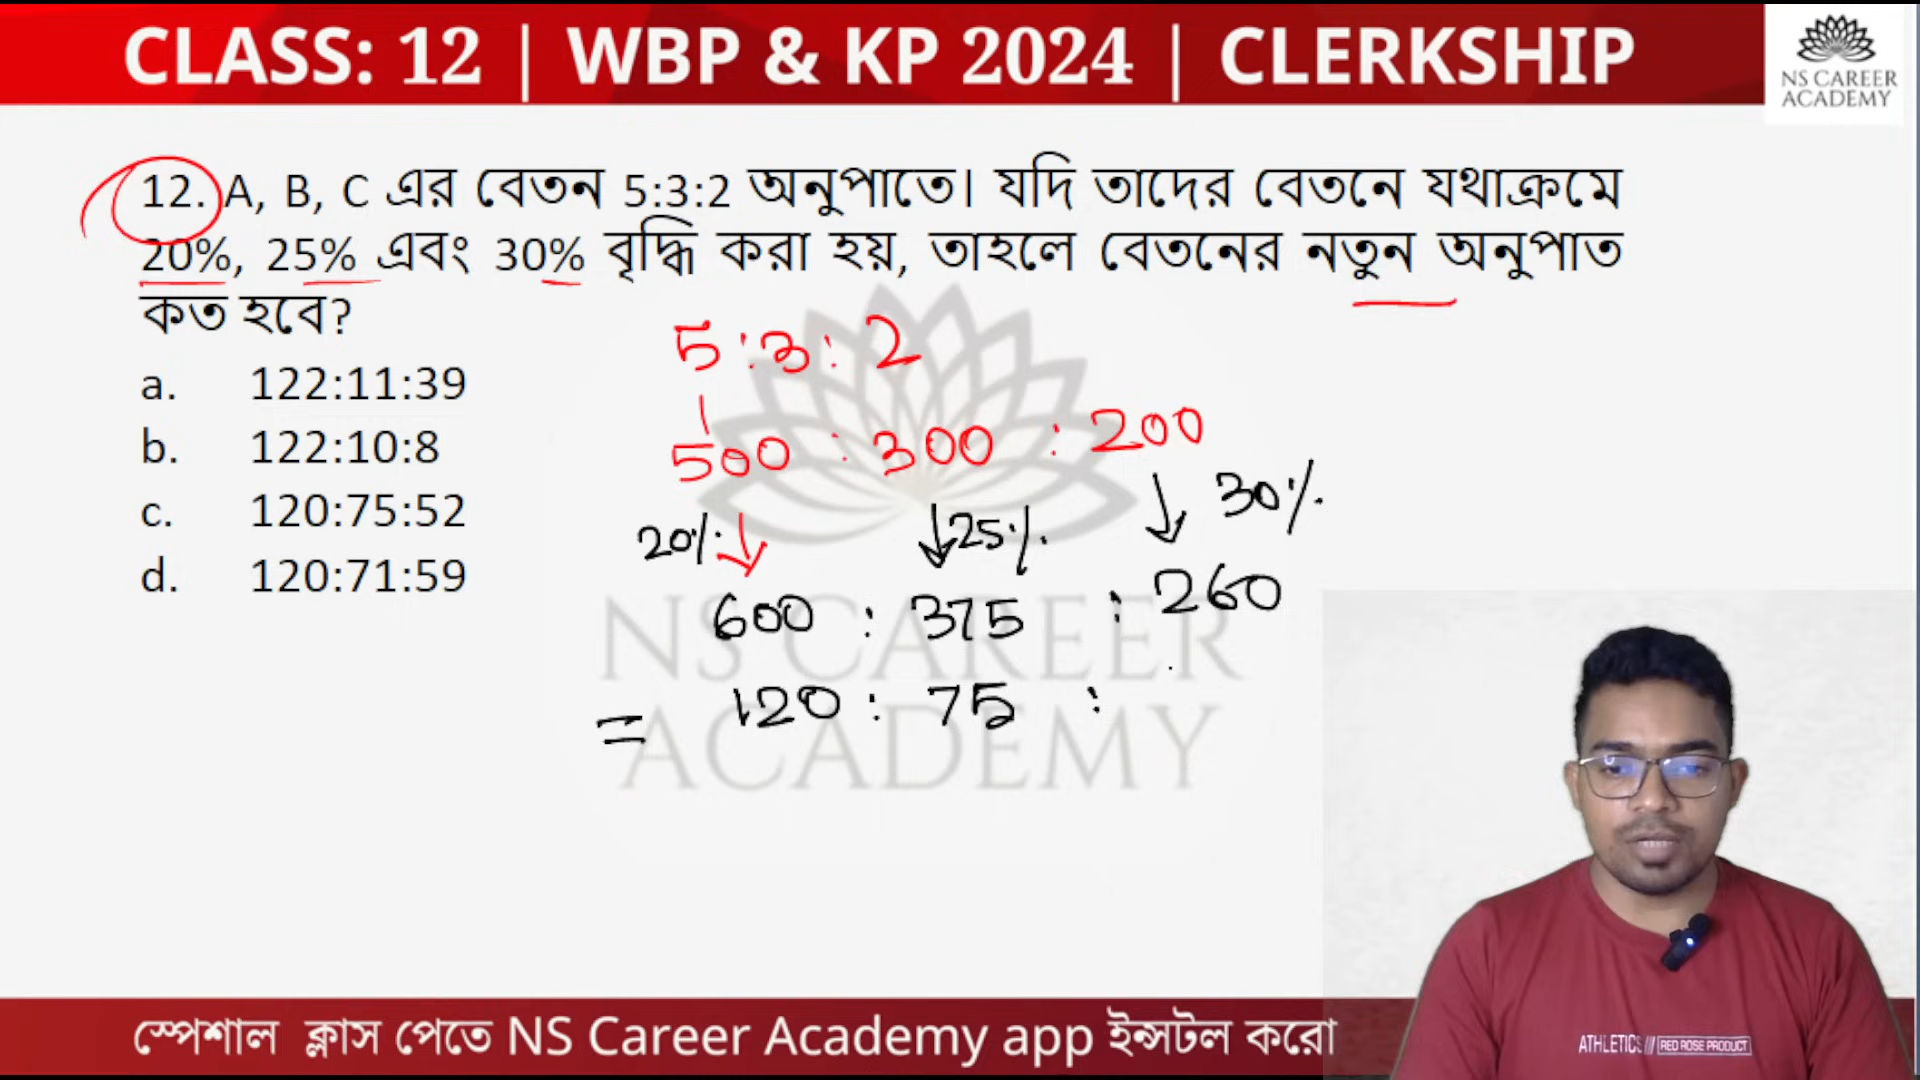 CLASS: 12 | WBP & KP 2024 | CLERKSHIP
NS CAREER
ACADEMY
12. A, B, C এর বেতন 5:3:2 অনুপাতে। যদি তাদের বেতনে যথাক্রমে
20%, 25% এবং 30% বৃদ্ধি করা হয়, তাহলে বেতনের নতুন অনুপাত
কত হবে?
a. 122:11:39
b. 122:10:8
c. 120:75:52
d. 120:71:59
5:3:2
500 : 300 : 200
20% 25% 30%
600 : 375 : 260
= 120 : 75 :
NS CAREER
ACADEMY
ATHLETICS /// RED ROSE PRODUCT
স্পেশাল ক্লাস পেতে NS Career Academy app ইন্সটল করো